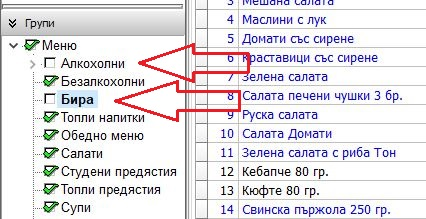 Групи
Меню
Алкохолни
Безалкохолни
Бира
Топли напитки
Обедно меню
Салати
Студени предястия
Топли предястия
Супи
3 Мешана салата
4 Маслини с лук
5 Домати със сирене
6 Краставици със сирене
7 Зелена салата
8 Салата печени чушки 3 бр.
9 Руска салата
10 Салата Домати
11 Зелена салата с риба Тон
12 Кебапче 80 гр.
13 Кюфте 80 гр.
14 Свинска пържола 250 гр.